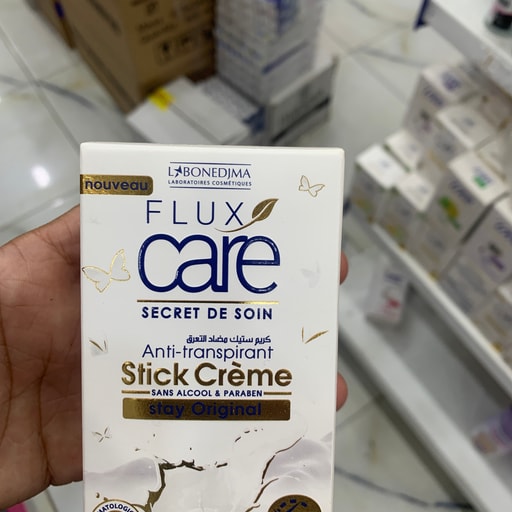 LABONEDJMA
LABORATOIRES COSMÉTIQUES
nouveau
FLUX
care
SECRET DE SOIN
كريم ستيك مضاد التعرق
Anti-transpirant
Stick Crème
SANS ALCOOL & PARABEN
stay Original